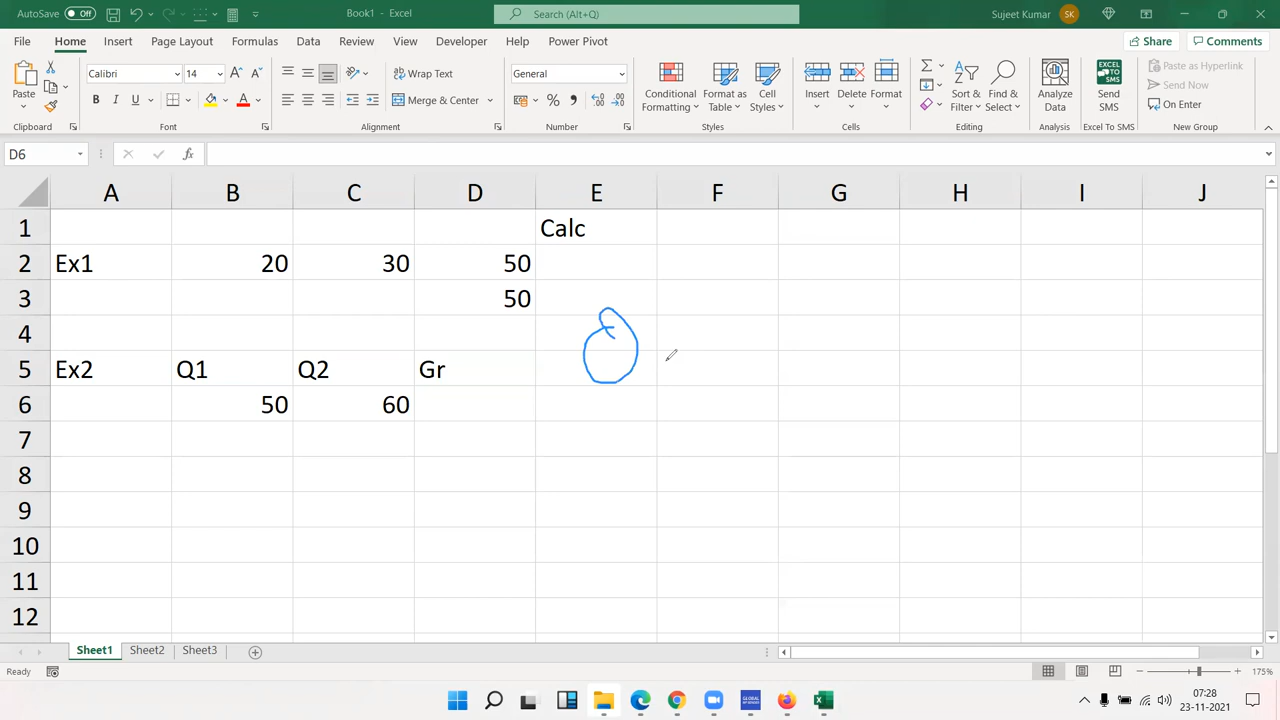 AutoSave Off Book1 - Excel Search (Alt+Q) Sujeet Kumar SK
File Home Insert Page Layout Formulas Data Review View Developer Help Power Pivot Share Comments
Paste Calibri 14 A A Wrap Text General Conditional Formatting Format as Table Cell Styles Insert Delete Format Sort & Filter Find & Select Analyze Data Send SMS Paste as Hyperlink
B I U A Merge & Center % , Send Now
On Enter
Clipboard Font Alignment Number Styles Cells Editing Analysis Excel To SMS New Group
D6 fx
A B C D E F G H I J
1 Calc
2 Ex1 20 30 50
3 50
4
5 Ex2 Q1 Q2 Gr
6 50 60
7
8
9
10
11
12
Sheet1 Sheet2 Sheet3
Ready 175%
07:28
23-11-2021